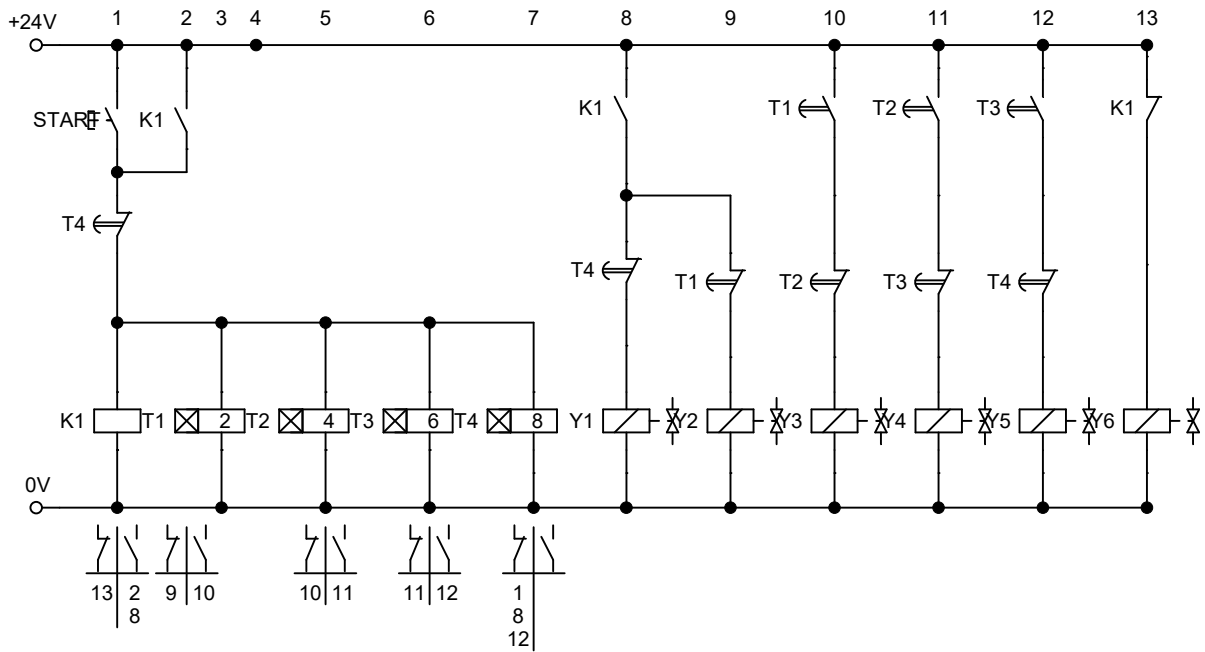 +24V 1 2 3 4 5 6 7 8 9 10 11 12 13
K1 T1 T2 T3 K1
START K1
T4
T4 T1 T2 T3 T4
K1 T1 2 T2 4 T3 6 T4 8 Y1 Y2 Y3 Y4 Y5 Y6
0V
13 2 9 10 10 11 11 12 1
8 8
12